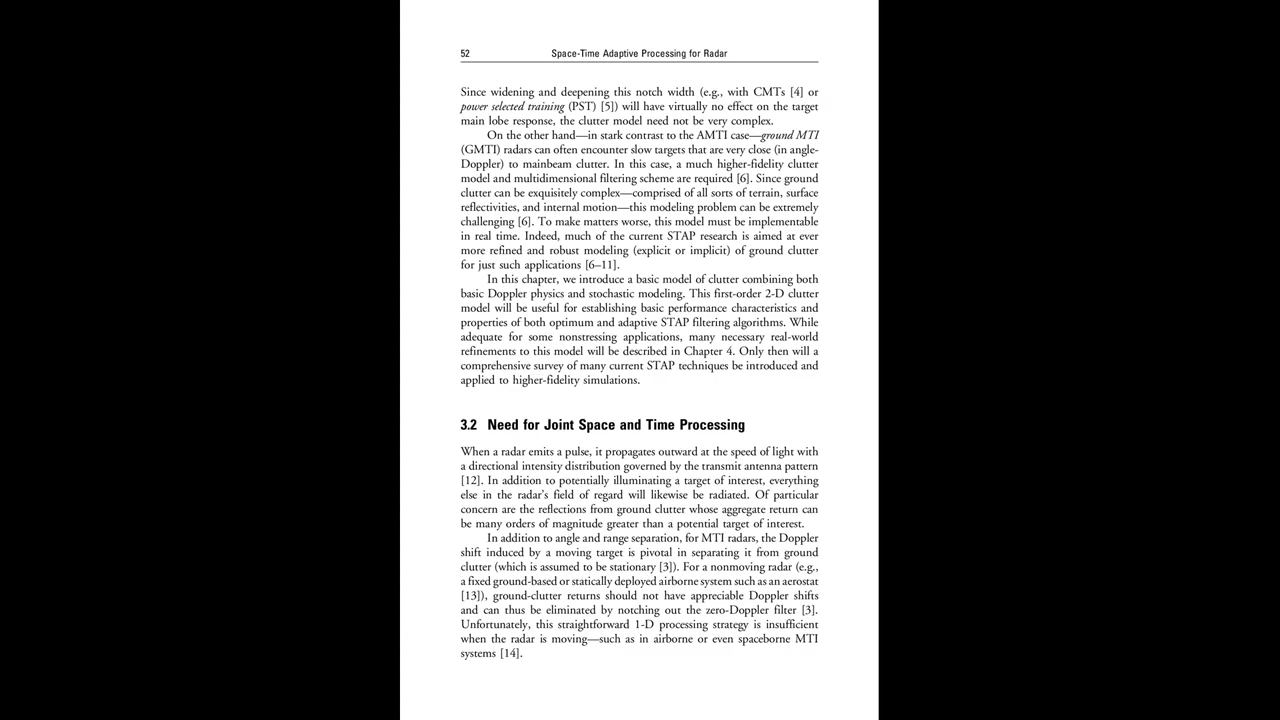 52
Space-Time Adaptive Processing for Radar
Since widening and deepening this notch width (e.g., with CMTs [4] or
power selected training (PST) [5]) will have virtually no effect on the target
main lobe response, the clutter model need not be very complex.
On the other hand—in stark contrast to the AMTI case—ground MTI
(GMTI) radars can often encounter slow targets that are very close (in angle-
Doppler) to mainbeam clutter. In this case, a much higher-fidelity clutter
model and multidimensional filtering scheme are required [6]. Since ground
clutter can be exquisitely complex—comprised of all sorts of terrain, surface
reflectivities, and internal motion—this modeling problem can be extremely
challenging [6]. To make matters worse, this model must be implementable
in real time. Indeed, much of the current STAP research is aimed at ever
more refined and robust modeling (explicit or implicit) of ground clutter
for just such applications [6–11].
In this chapter, we introduce a basic model of clutter combining both
basic Doppler physics and stochastic modeling. This first-order 2-D clutter
model will be useful for establishing basic performance characteristics and
properties of both optimum and adaptive STAP filtering algorithms. While
adequate for some nonstressing applications, many necessary real-world
refinements to this model will be described in Chapter 4. Only then will a
comprehensive survey of many current STAP techniques be introduced and
applied to higher-fidelity simulations.
3.2 Need for Joint Space and Time Processing
When a radar emits a pulse, it propagates outward at the speed of light with
a directional intensity distribution governed by the transmit antenna pattern
[12]. In addition to potentially illuminating a target of interest, everything
else in the radar's field of regard will likewise be radiated. Of particular
concern are the reflections from ground clutter whose aggregate return can
be many orders of magnitude greater than a potential target of interest.
In addition to angle and range separation, for MTI radars, the Doppler
shift induced by a moving target is pivotal in separating it from ground
clutter (which is assumed to be stationary [3]). For a nonmoving radar (e.g.,
a fixed ground-based or statically deployed airborne system such as an aerostat
[13]), ground-clutter returns should not have appreciable Doppler shifts
and can thus be eliminated by notching out the zero-Doppler filter [3].
Unfortunately, this straightforward 1-D processing strategy is insufficient
when the radar is moving—such as in airborne or even spaceborne MTI
systems [14].